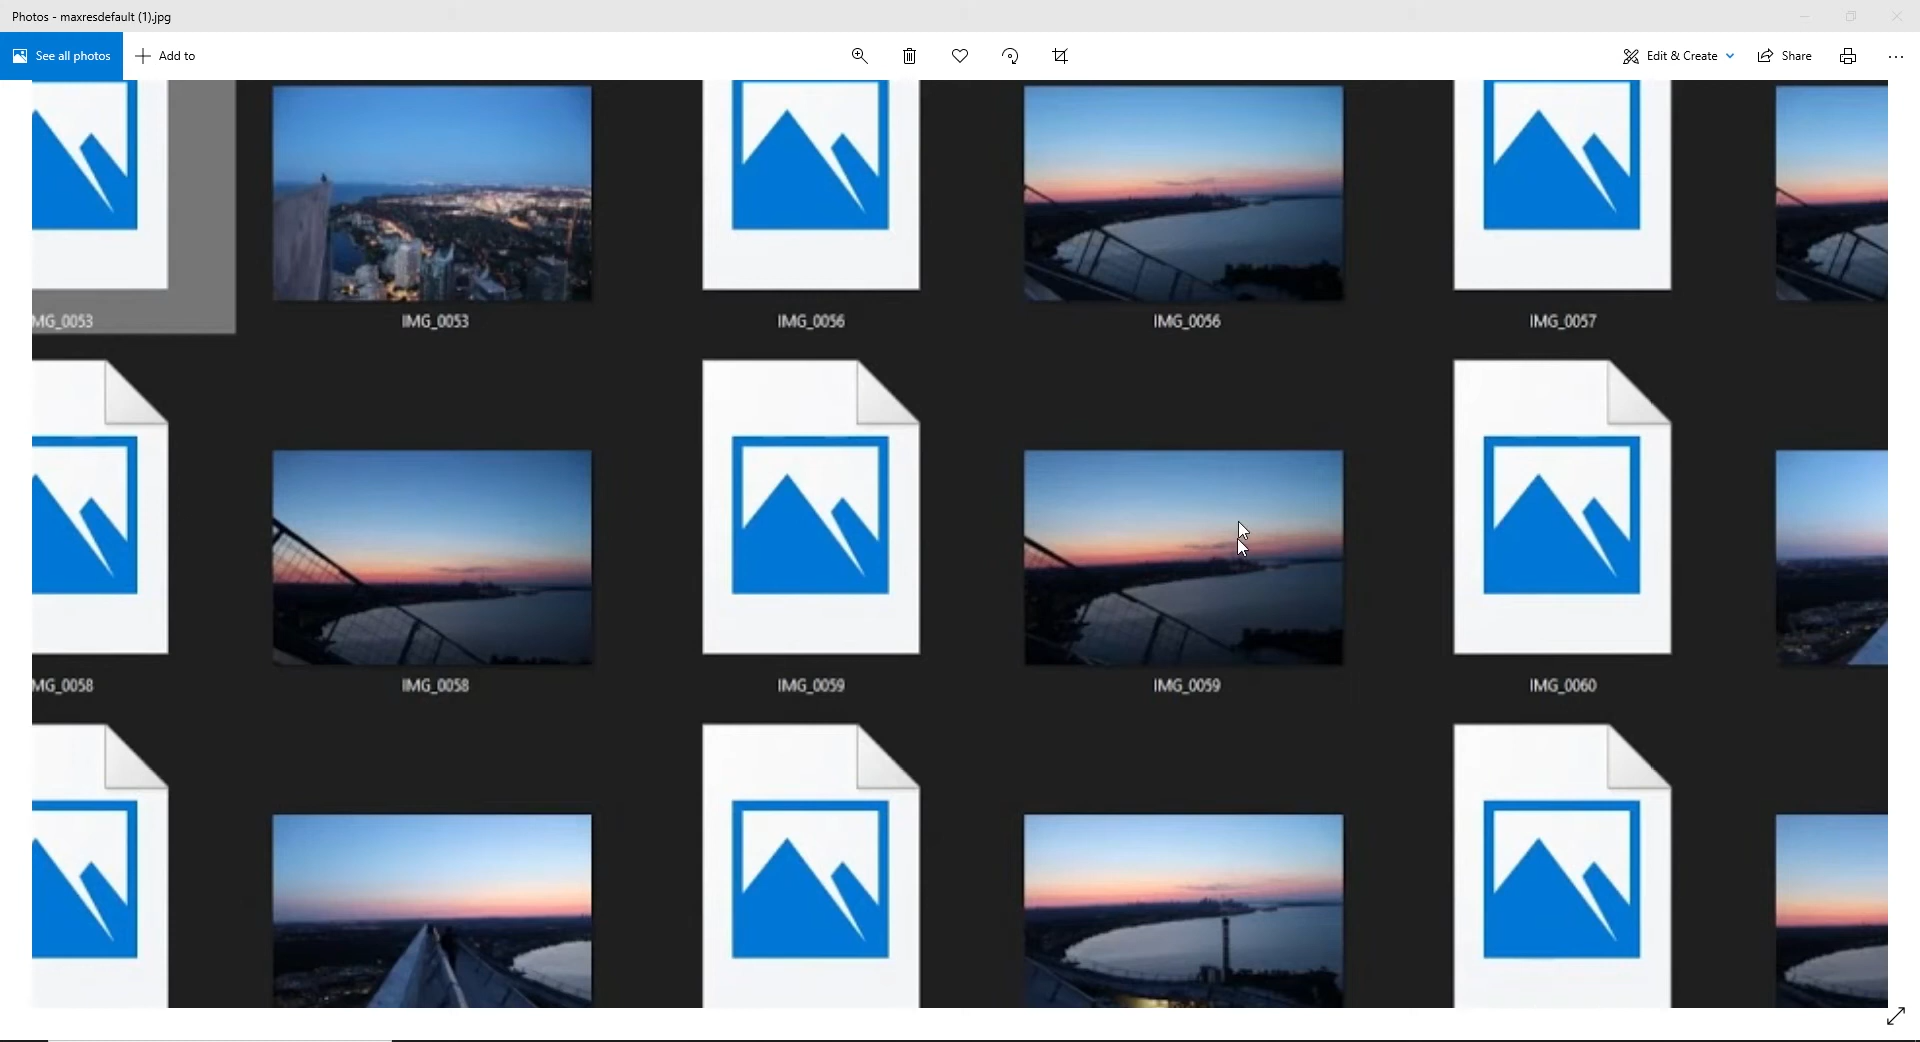 Photos - maxresdefault (1).jpg
See all photos
Add to
Edit & Create
Share
MG_0053
IMG_0053
IMG_0056
IMG_0056
IMG_0057
MG_0058
IMG_0058
IMG_0059
IMG_0059
IMG_0060